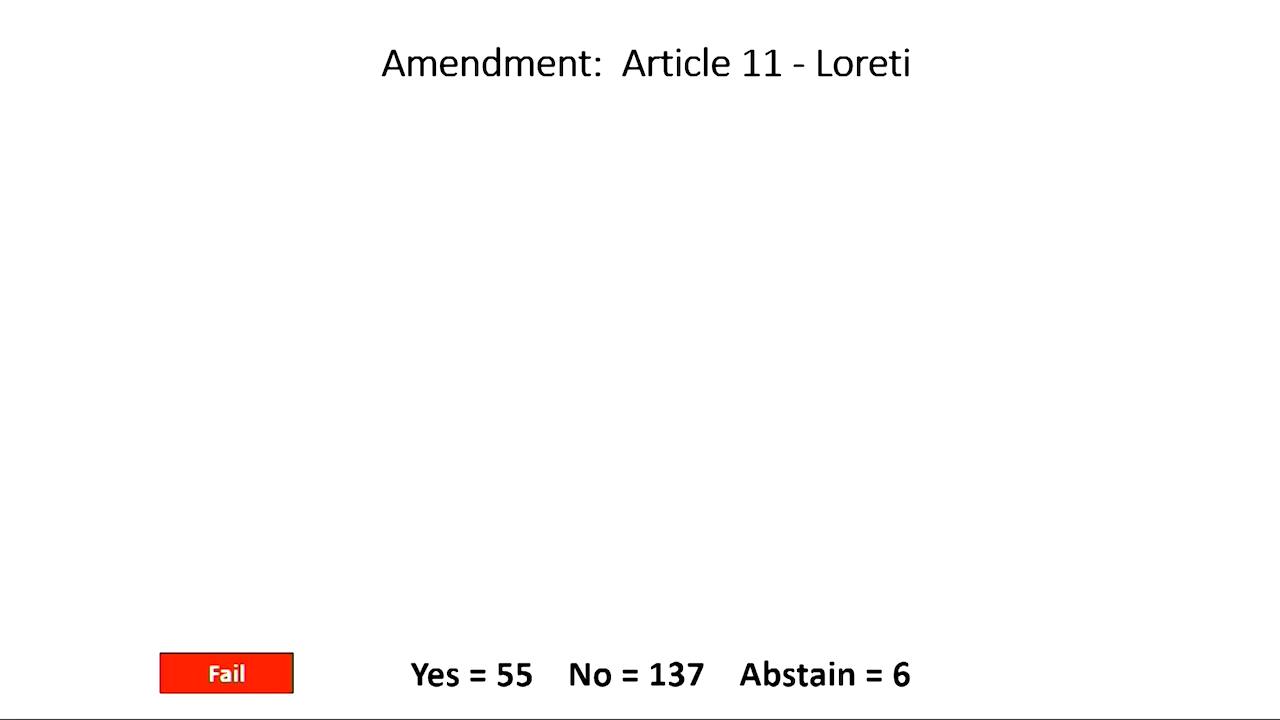 Amendment:  Article 11 - Loreti
Fail
Yes = 55    No = 137    Abstain = 6